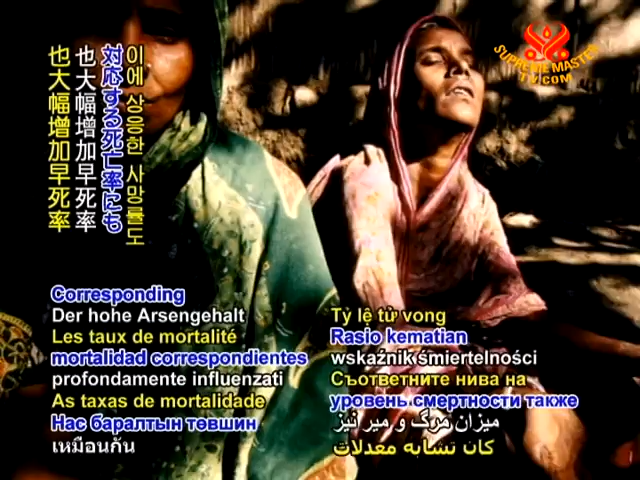 SUPREME MASTER
TV.COM
이에 상응한 사망률도
対応する死亡率にも
也大幅增加早死率
也大幅增加早死率
Corresponding
Der hohe Arsengehalt
Les taux de mortalité
mortalidad correspondientes
profondamente influenzati
As taxas de mortalidade
Нас баралтын төвшин
เหมือนกัน
Tỷ lệ tử vong
Rasio kematian
wskaźnik śmiertelności
Съответните нива на
уровень смертности также
میزان مرگ و میر نیز
كان تشابه معدلات